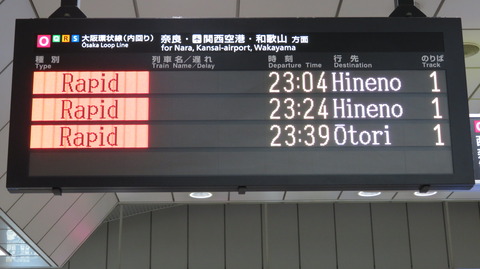 O Q R S 大阪環状線(内回り) 奈良・関西空港・和歌山 方面
Osaka Loop Line for Nara, Kansai-airport, Wakayama
種別 列車名/遅れ 時刻 行先 のりば
Type Train Name/Delay Departure Time Destination Track
Rapid 23:04 Hineno 1
Rapid 23:24 Hineno 1
Rapid 23:39 Ōtori 1